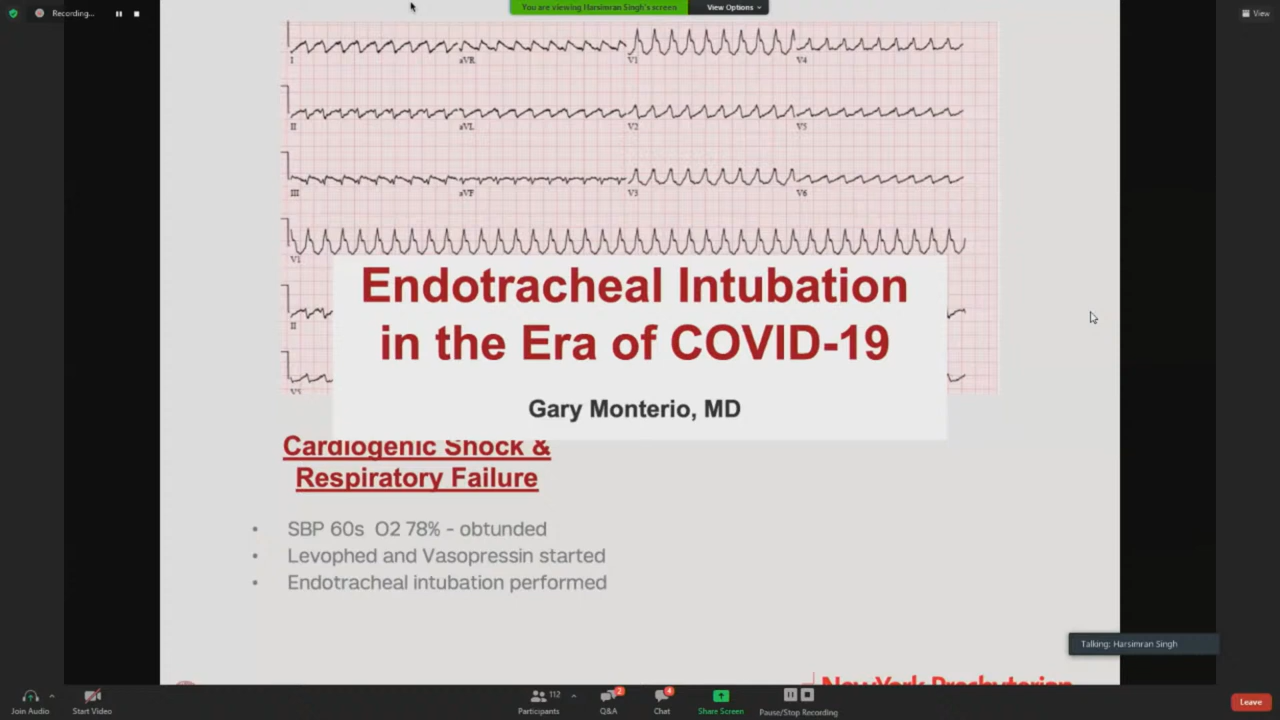 Recording...
You are viewing Harsimran Singh's screen
View Options
View
I
aVR
V1
V4
II
aVL
V2
V5
III
aVF
V3
V6
V1
Endotracheal Intubation
in the Era of COVID-19
II
Gary Monterio, MD
V5
Cardiogenic Shock &
Respiratory Failure
• SBP 60s O2 78% - obtunded
• Levophed and Vasopressin started
• Endotracheal intubation performed
Talking: Harsimran Singh
NewYork-Presbyterian
112
2
4
Join Audio
Start Video
Participants
Q&A
Chat
Share Screen
Pause/Stop Recording
Leave